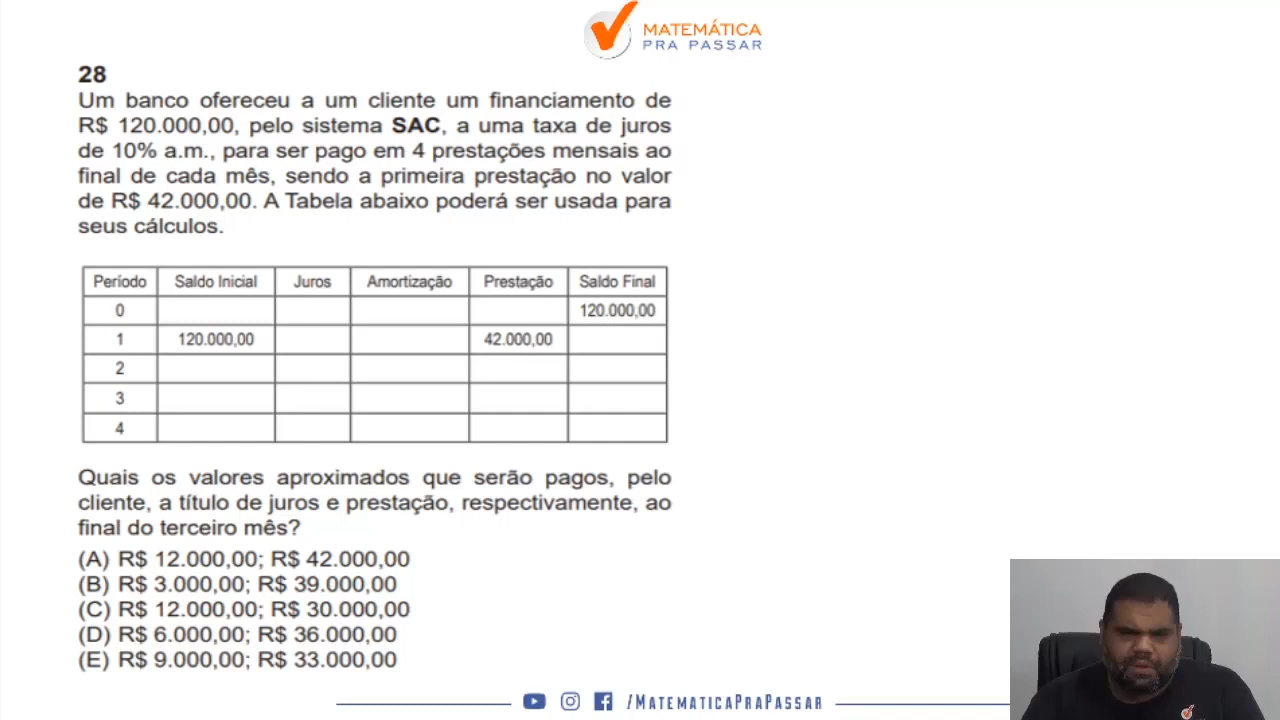 MATEMÁTICA
PRA PASSAR
28
Um banco ofereceu a um cliente um financiamento de
R$ 120.000,00, pelo sistema SAC, a uma taxa de juros
de 10% a.m., para ser pago em 4 prestações mensais ao
final de cada mês, sendo a primeira prestação no valor
de R$ 42.000,00. A Tabela abaixo poderá ser usada para
seus cálculos.
Período Saldo Inicial Juros Amortização Prestação Saldo Final
0 120.000,00
1 120.000,00 42.000,00
2
3
4
Quais os valores aproximados que serão pagos, pelo
cliente, a título de juros e prestação, respectivamente, ao
final do terceiro mês?
(A) R$ 12.000,00; R$ 42.000,00
(B) R$ 3.000,00; R$ 39.000,00
(C) R$ 12.000,00; R$ 30.000,00
(D) R$ 6.000,00; R$ 36.000,00
(E) R$ 9.000,00; R$ 33.000,00
/MATEMATICAPRAPASSAR